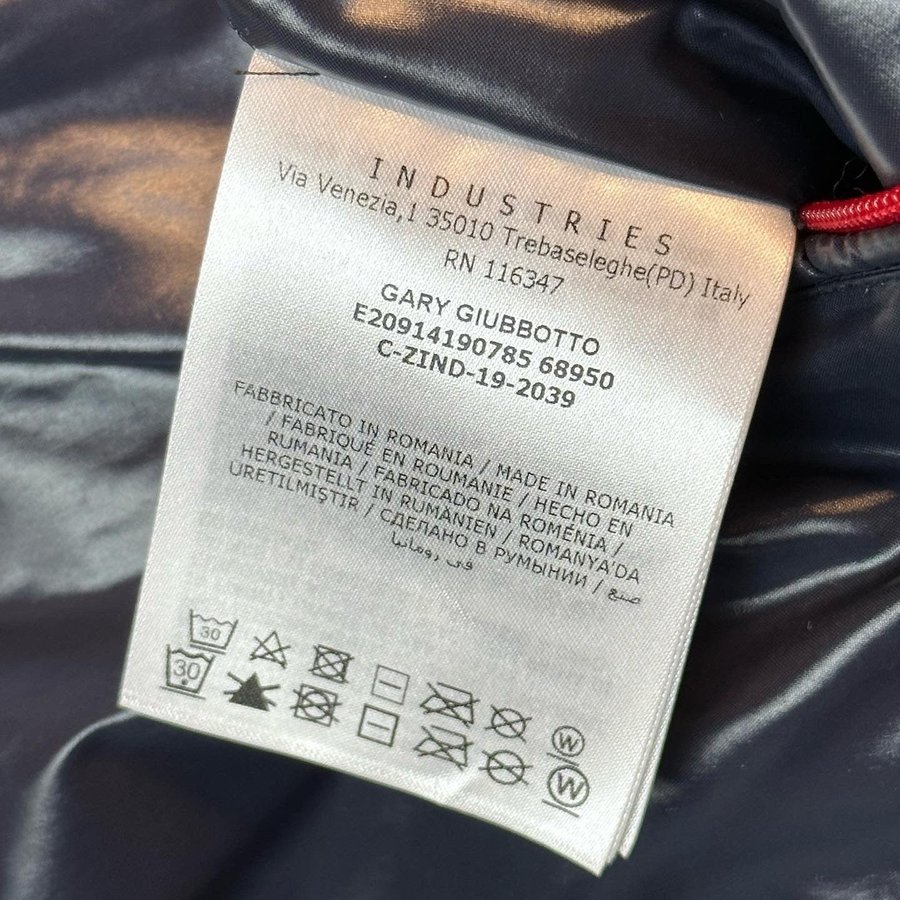 INDUSTRIES
Via Venezia,1 35010 Trebaseleghe(PD) Italy
RN 116347
GARY GIUBBOTTO
E20914190785 68950
C-ZIND-19-2039
FABBRICATO IN ROMANIA / MADE IN ROMANIA
/ FABRIQUÉ EN ROUMANIE / HECHO EN
RUMANIA / FABRICADO NA ROMÉNIA /
HERGESTELLT IN RUMÄNIEN / ROMANYA'DA
ÜRETILMIŞTIR / СДЕЛАНО В РУМЫНИИ / صنع
في رومانيا
30
30
W
W